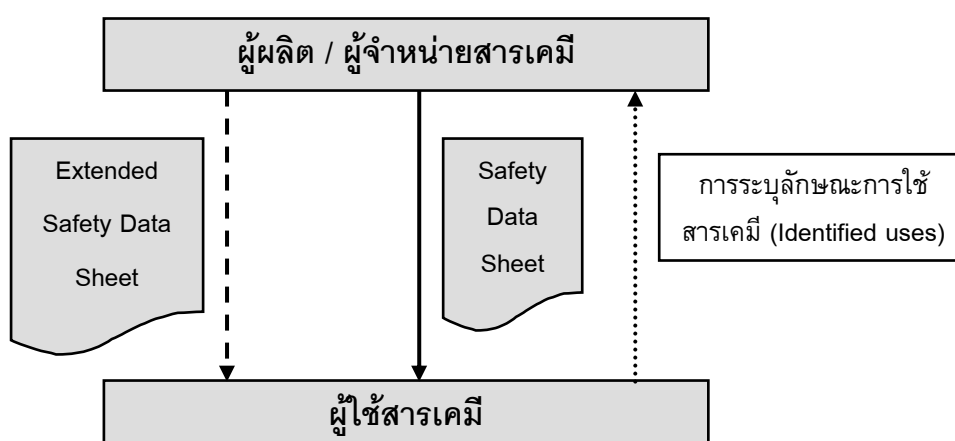 ผู้ผลิต / ผู้จำหน่ายสารเคมี
Extended
Safety Data
Sheet
Safety
Data
Sheet
การระบุลักษณะการใช้
สารเคมี (Identified uses)
ผู้ใช้สารเคมี